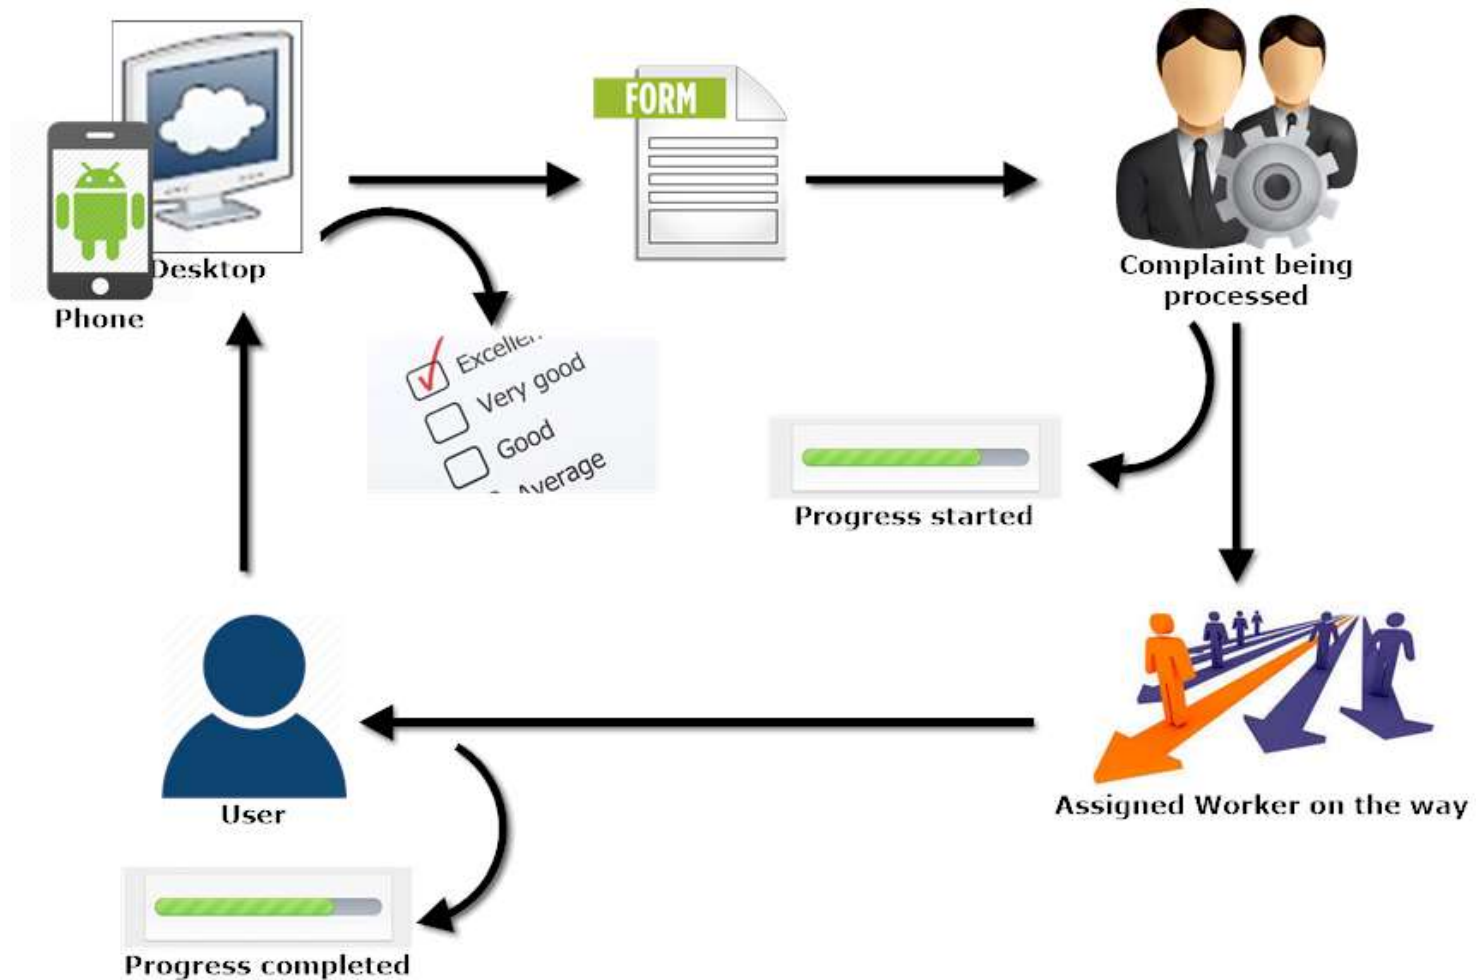 FORM
Desktop
Phone
Complaint being
processed
Very good
Good
Average
Progress started
User
Assigned Worker on the way
Progress completed